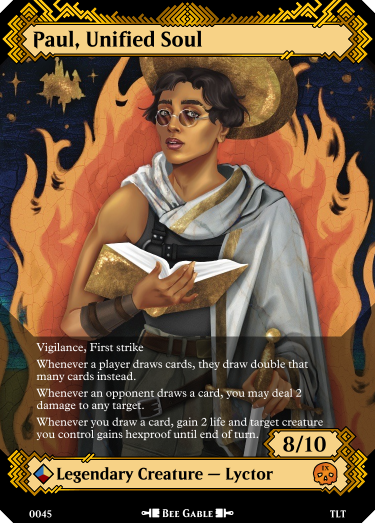 Paul, Unified Soul
Vigilance, First strike
Whenever a player draws cards, they draw double that
many cards instead.
Whenever an opponent draws a card, you may deal 2
damage to any target.
Whenever you draw a card, gain 2 life and target creature
you control gains hexproof until end of turn.
8/10
Legendary Creature — Lyctor
IX
0045
BEE GABLE
TLT